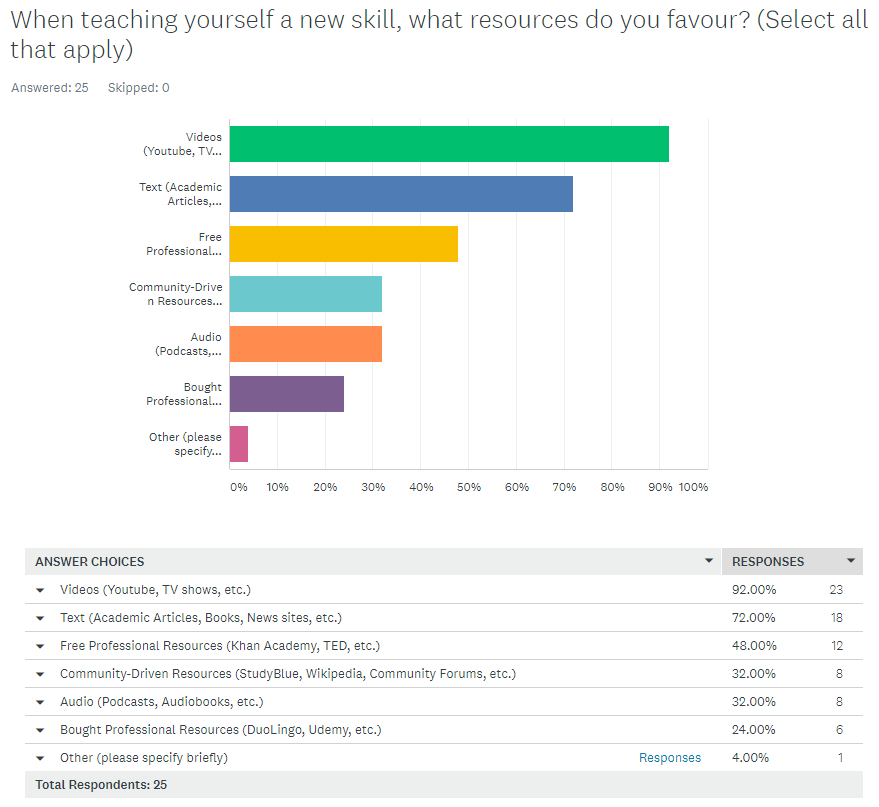 When teaching yourself a new skill, what resources do you favour? (Select all
that apply)
Answered: 25 Skipped: 0
Videos
(Youtube, TV...
Text (Academic
Articles,...
Free
Professional...
Community-Drive
n Resources...
Audio
(Podcasts,...
Bought
Professional...
Other (please
specify...
0% 10% 20% 30% 40% 50% 60% 70% 80% 90% 100%
ANSWER CHOICES RESPONSES
Videos (Youtube, TV shows, etc.) 92.00% 23
Text (Academic Articles, Books, News sites, etc.) 72.00% 18
Free Professional Resources (Khan Academy, TED, etc.) 48.00% 12
Community-Driven Resources (StudyBlue, Wikipedia, Community Forums, etc.) 32.00% 8
Audio (Podcasts, Audiobooks, etc.) 32.00% 8
Bought Professional Resources (DuoLingo, Udemy, etc.) 24.00% 6
Other (please specify briefly) Responses 4.00% 1
Total Respondents: 25